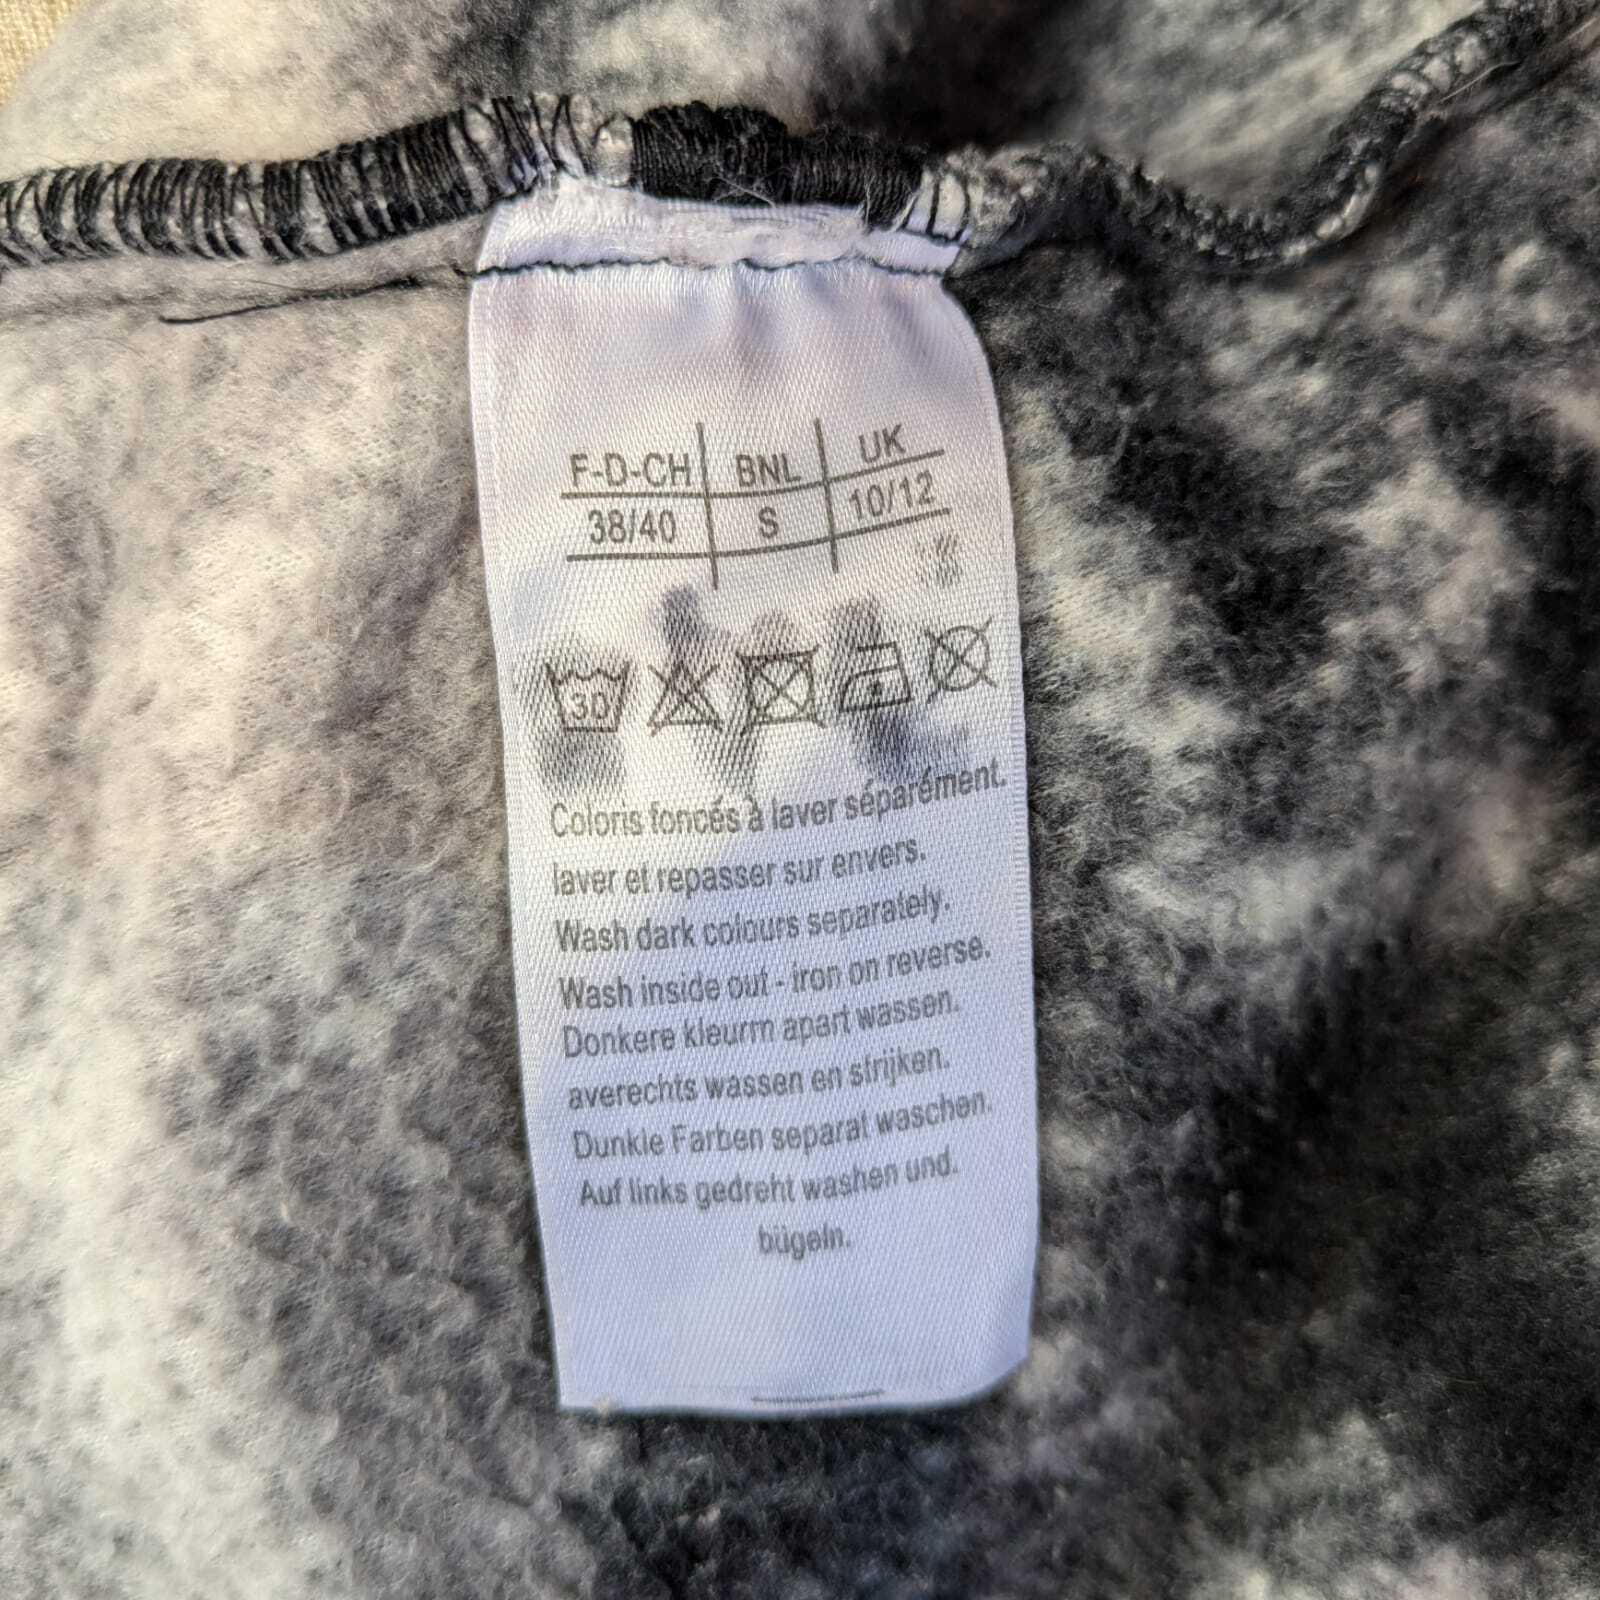 F-D-CH BNL UK
38/40 S 10/12
30
Coloris foncés à laver séparément.
laver et repasser sur envers.
Wash dark colours separately.
Wash inside out - iron on reverse.
Donkere kleurm apart wassen.
averechts wassen en strijken.
Dunkle Farben separat waschen.
Auf links gedreht washen und.
bügeln.